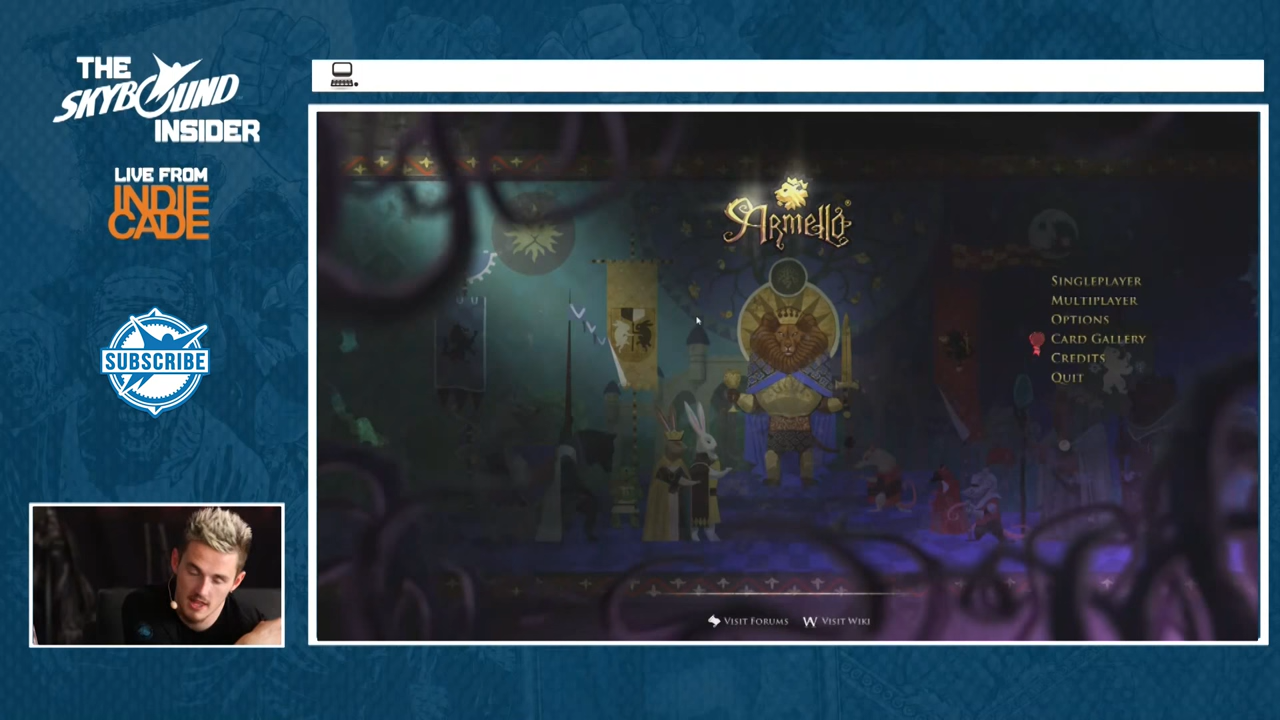 THE
SKYBOUND
INSIDER
LIVE FROM
INDIE
CADE
SUBSCRIBE
Armello
SINGLEPLAYER
MULTIPLAYER
OPTIONS
CARD GALLERY
CREDITS
QUIT
VISIT FORUMS
W VISIT WIKI